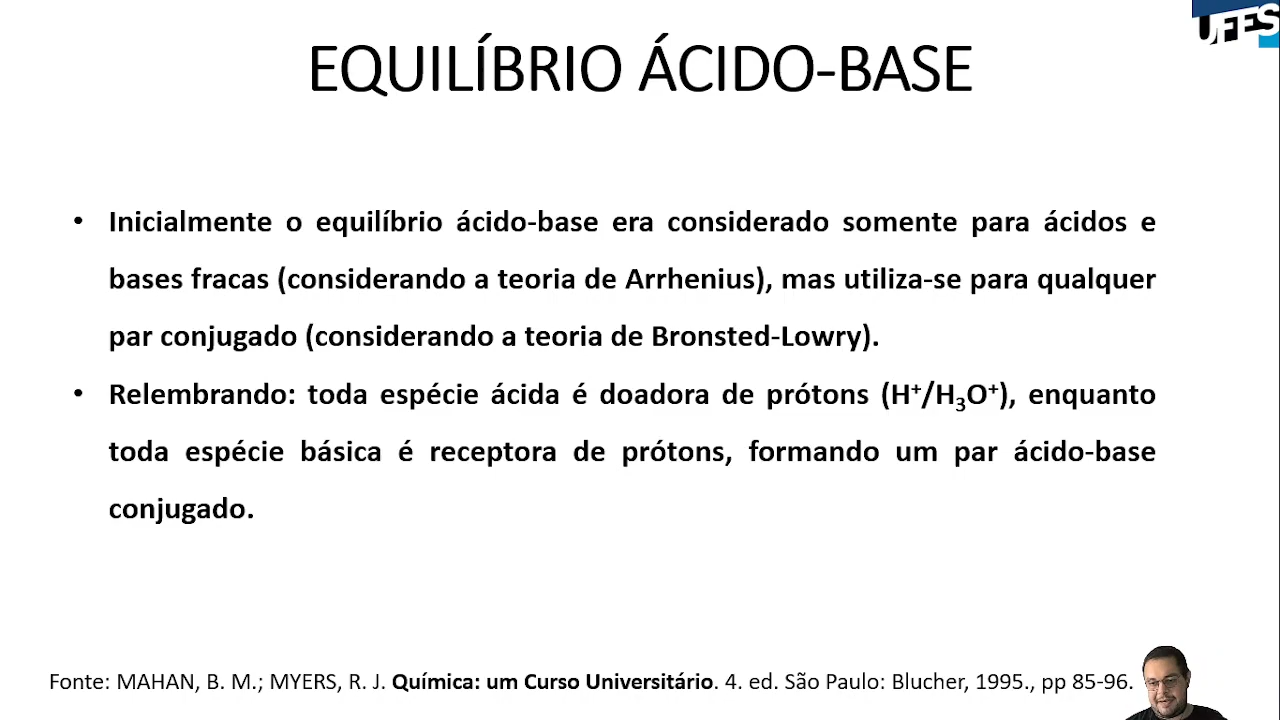 UFES
EQUILÍBRIO ÁCIDO-BASE
• Inicialmente o equilíbrio ácido-base era considerado somente para ácidos e
bases fracas (considerando a teoria de Arrhenius), mas utiliza-se para qualquer
par conjugado (considerando a teoria de Bronsted-Lowry).
• Relembrando: toda espécie ácida é doadora de prótons (H⁺/H₃O⁺), enquanto
toda espécie básica é receptora de prótons, formando um par ácido-base
conjugado.
Fonte: MAHAN, B. M.; MYERS, R. J. Química: um Curso Universitário. 4. ed. São Paulo: Blucher, 1995., pp 85-96.